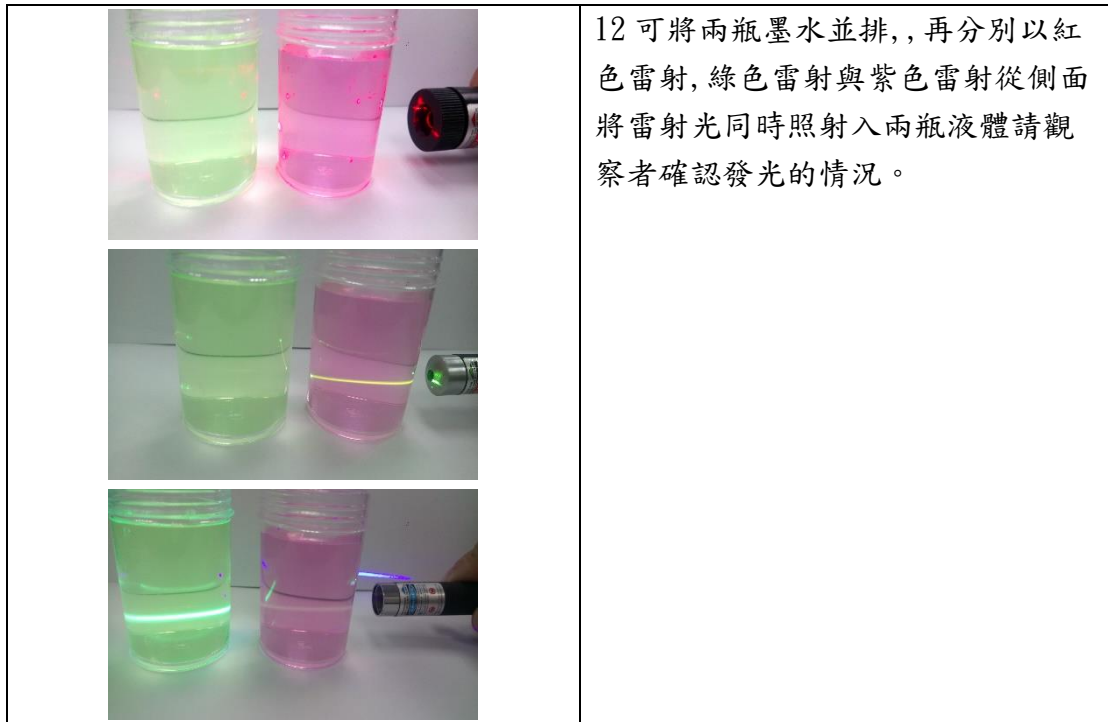 12 可將兩瓶墨水並排,,再分別以紅
色雷射,綠色雷射與紫色雷射從側面
將雷射光同時照射入兩瓶液體請觀
察者確認發光的情況。